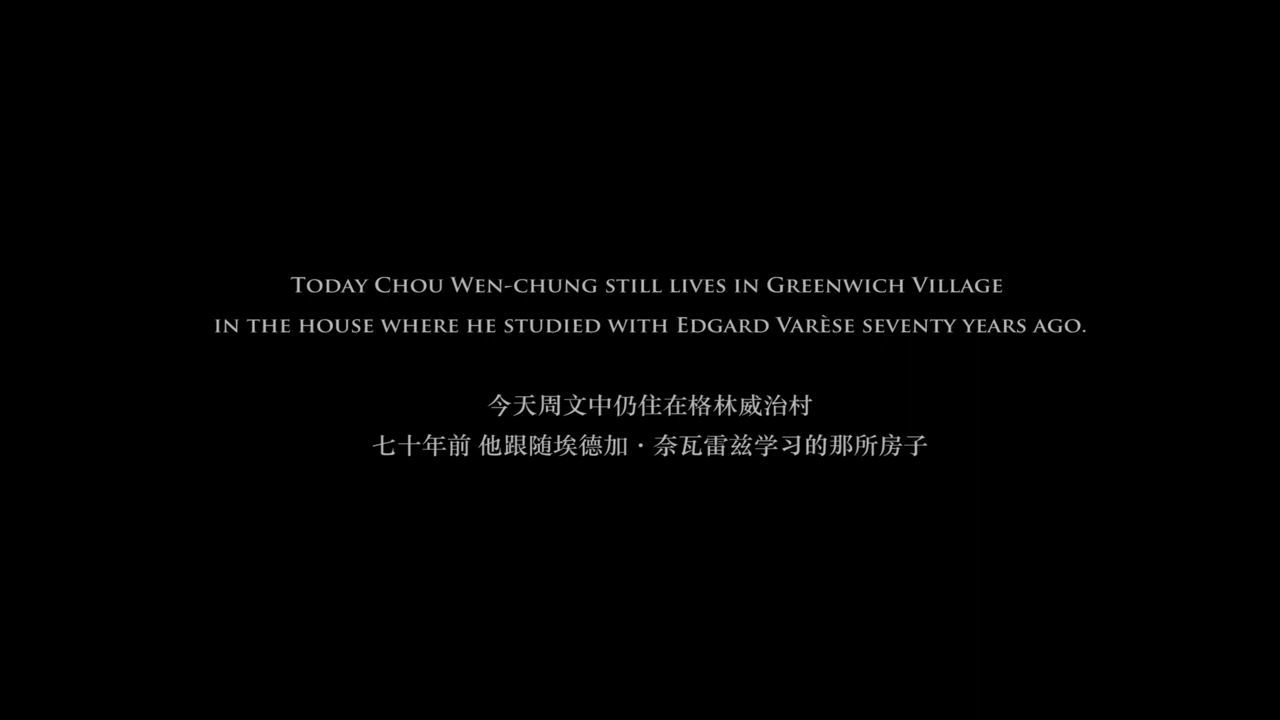 Today Chou Wen-chung still lives in Greenwich Village
in the house where he studied with Edgard Varèse seventy years ago.
今天周文中仍住在格林威治村
七十年前 他跟随埃德加·奈瓦雷兹学习的那所房子